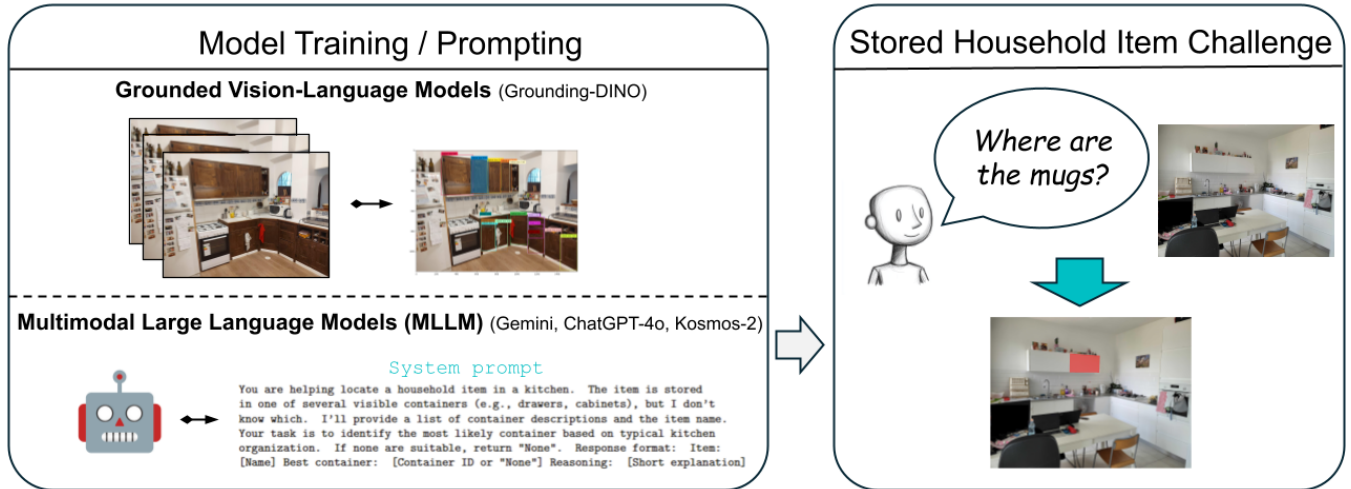 Model Training / Prompting
Grounded Vision-Language Models (Grounding-DINO)
Multimodal Large Language Models (MLLM) (Gemini, ChatGPT-4o, Kosmos-2)
System prompt
You are helping locate a household item in a kitchen. The item is stored
in one of several visible containers (e.g., drawers, cabinets), but I don't
know which. I'll provide a list of container descriptions and the item name.
Your task is to identify the most likely container based on typical kitchen
organization. If none are suitable, return "None". Response format: Item:
[Name] Best container: [Container ID or "None"] Reasoning: [Short explanation]
Stored Household Item Challenge
Where are
the mugs?